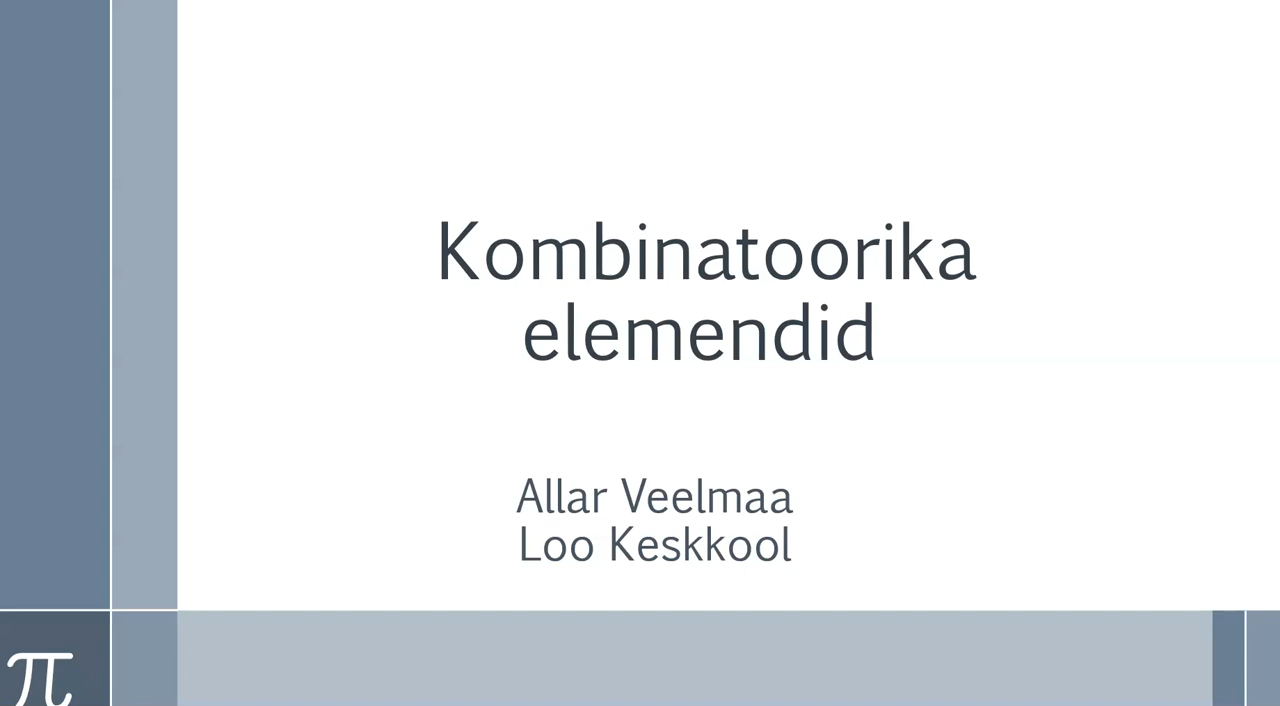 Kombinatoorika
elemendid
Allar Veelmaa
Loo Keskkool
π